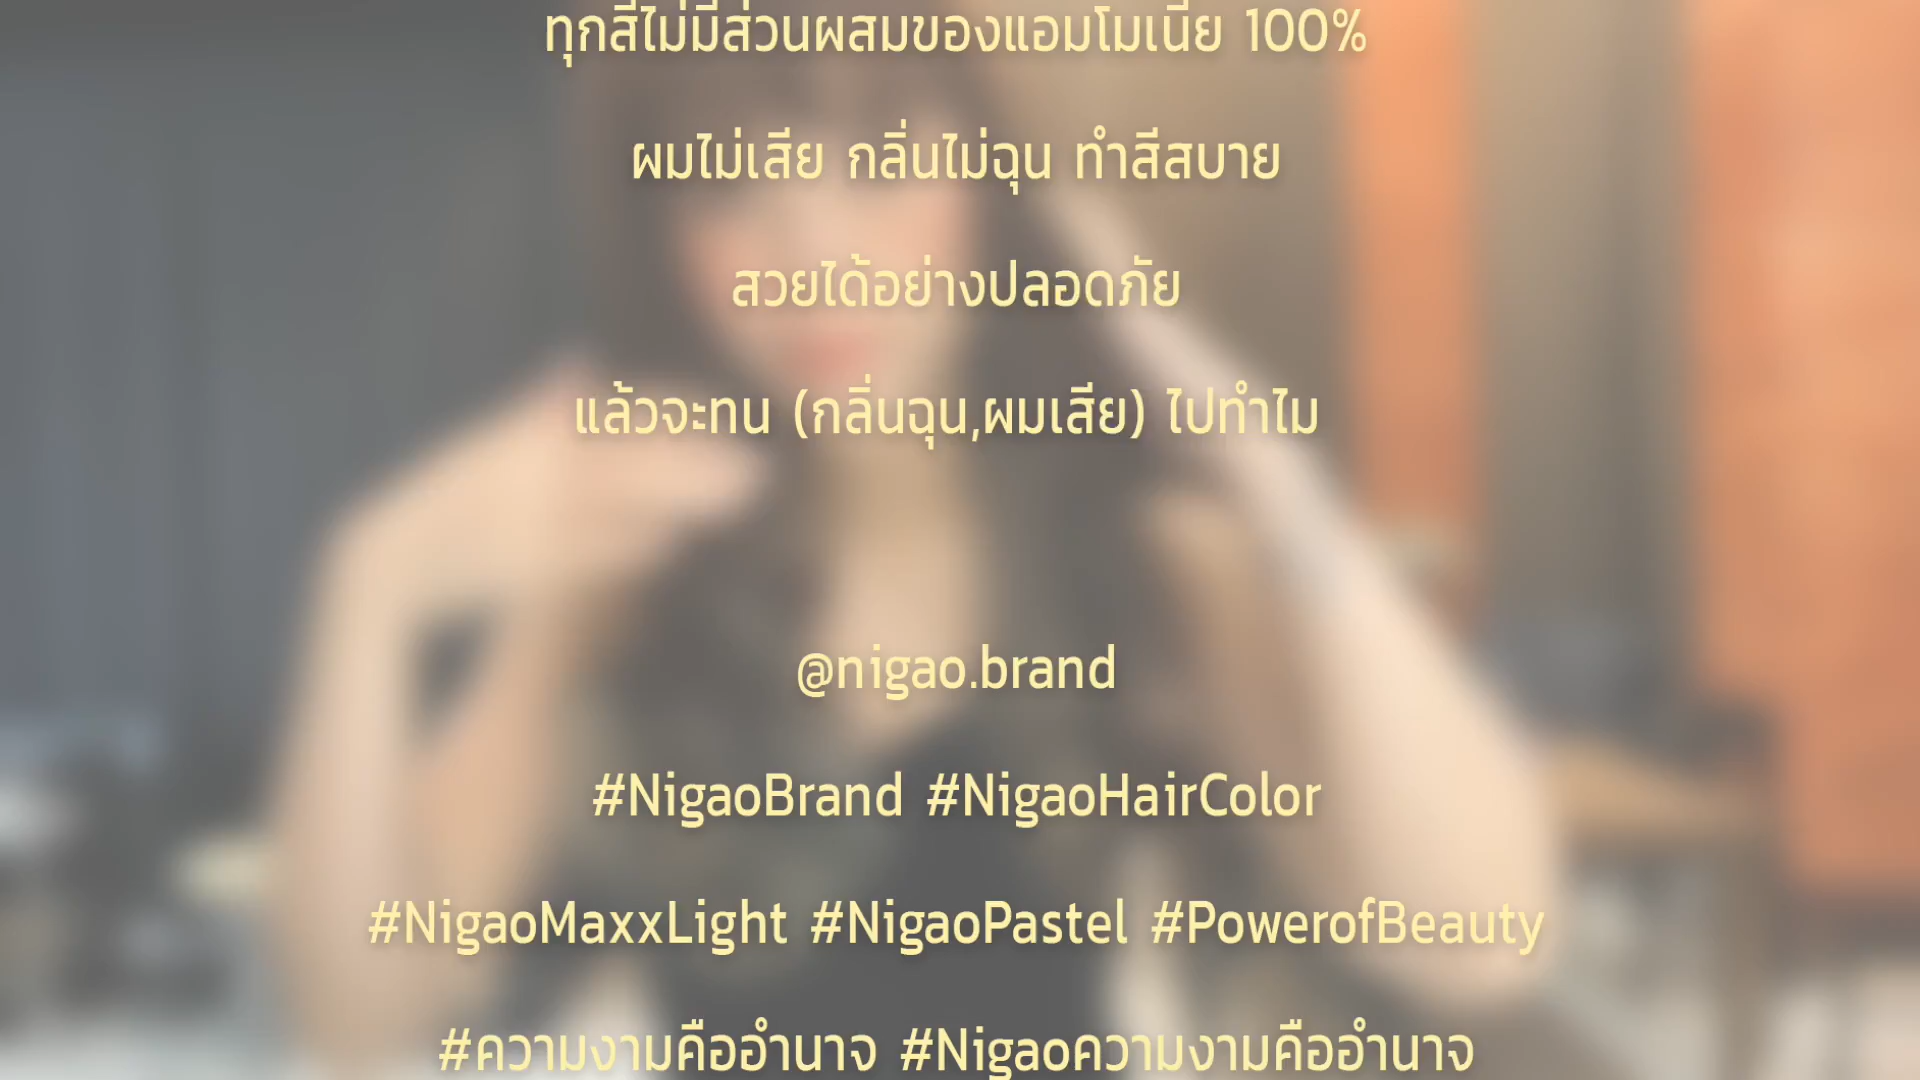 ทุกสีไม่มีส่วนผสมของแอมโมเนีย 100%
ผมไม่เสีย กลิ่นไม่ฉุน ทำสีสบาย
สวยได้อย่างปลอดภัย
แล้วจะทน (กลิ่นฉุน,ผมเสีย) ไปทำไม
@nigao.brand
#NigaoBrand #NigaoHairColor
#NigaoMaxxLight #NigaoPastel #PowerofBeauty
#ความงามคืออำนาจ #Nigaoความงามคืออำนาจ